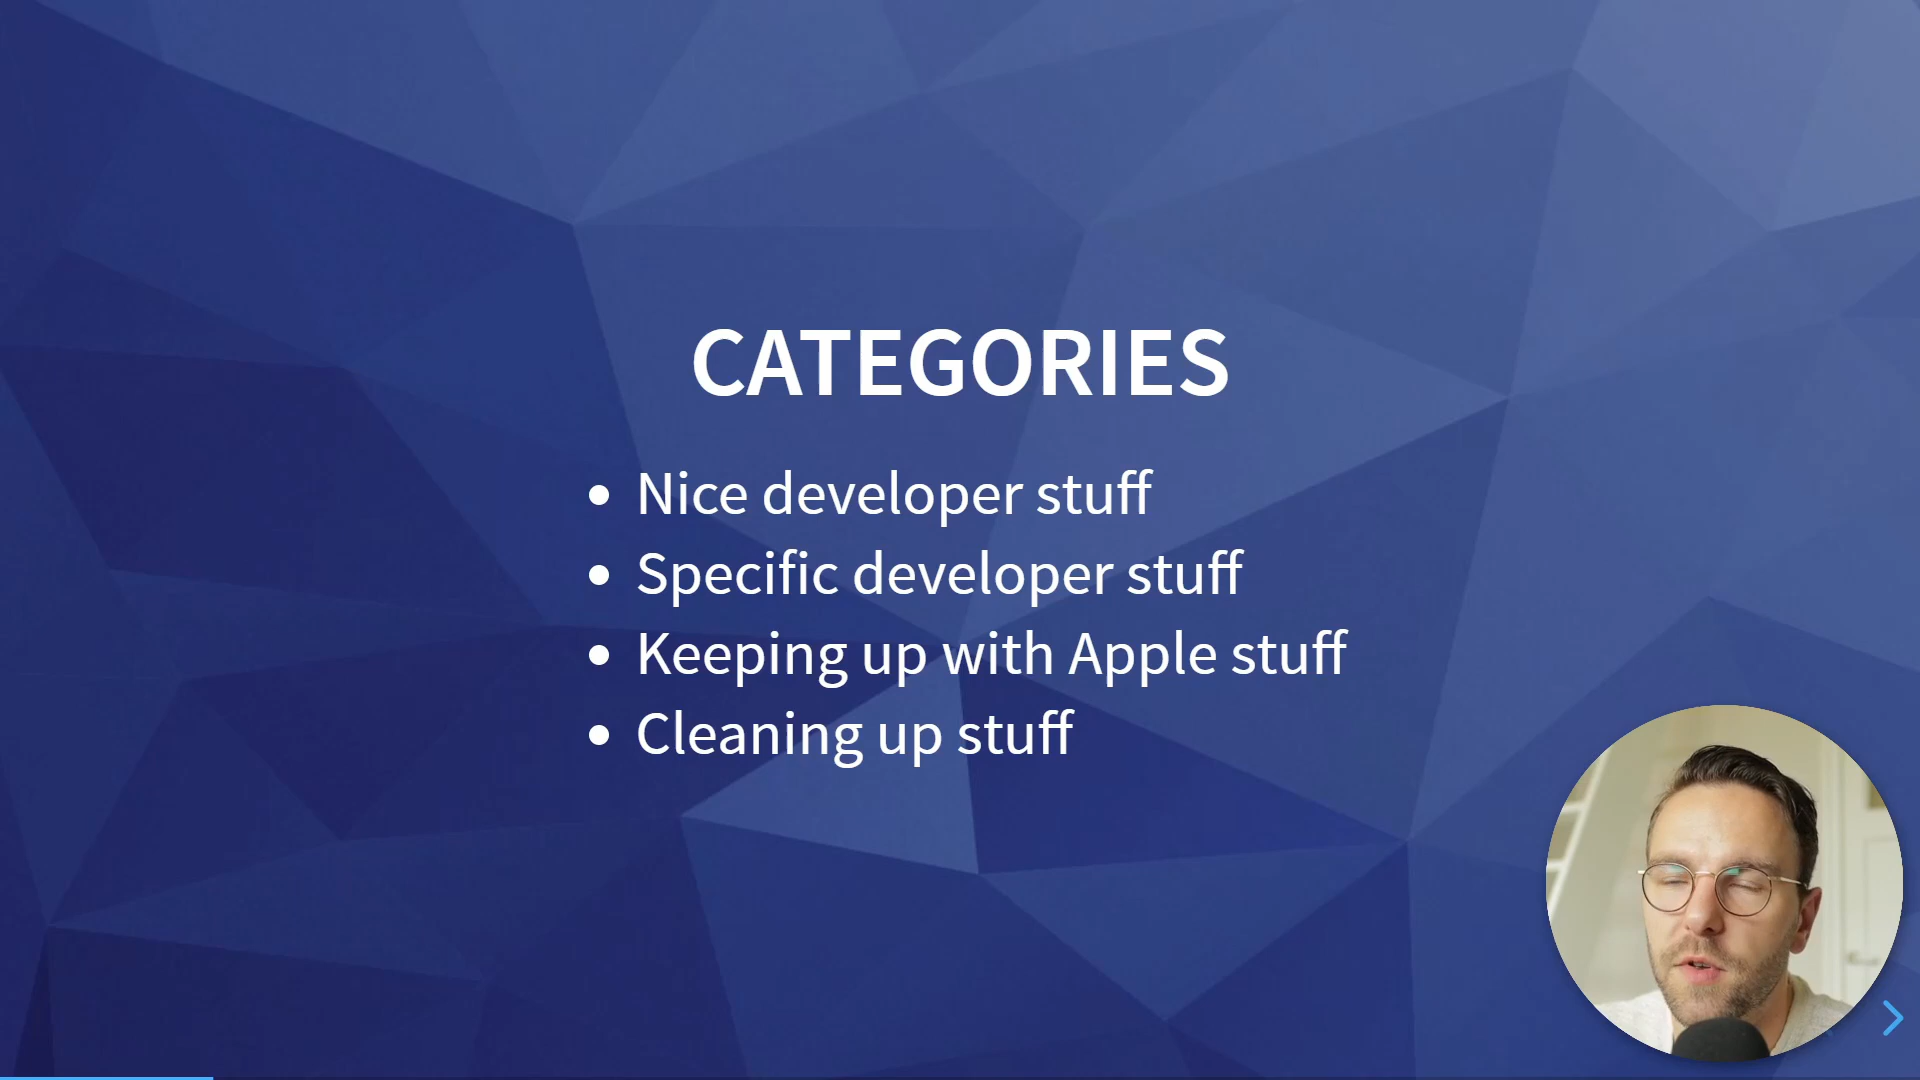 CATEGORIES
Nice developer stuff
Specific developer stuff
Keeping up with Apple stuff
Cleaning up stuff